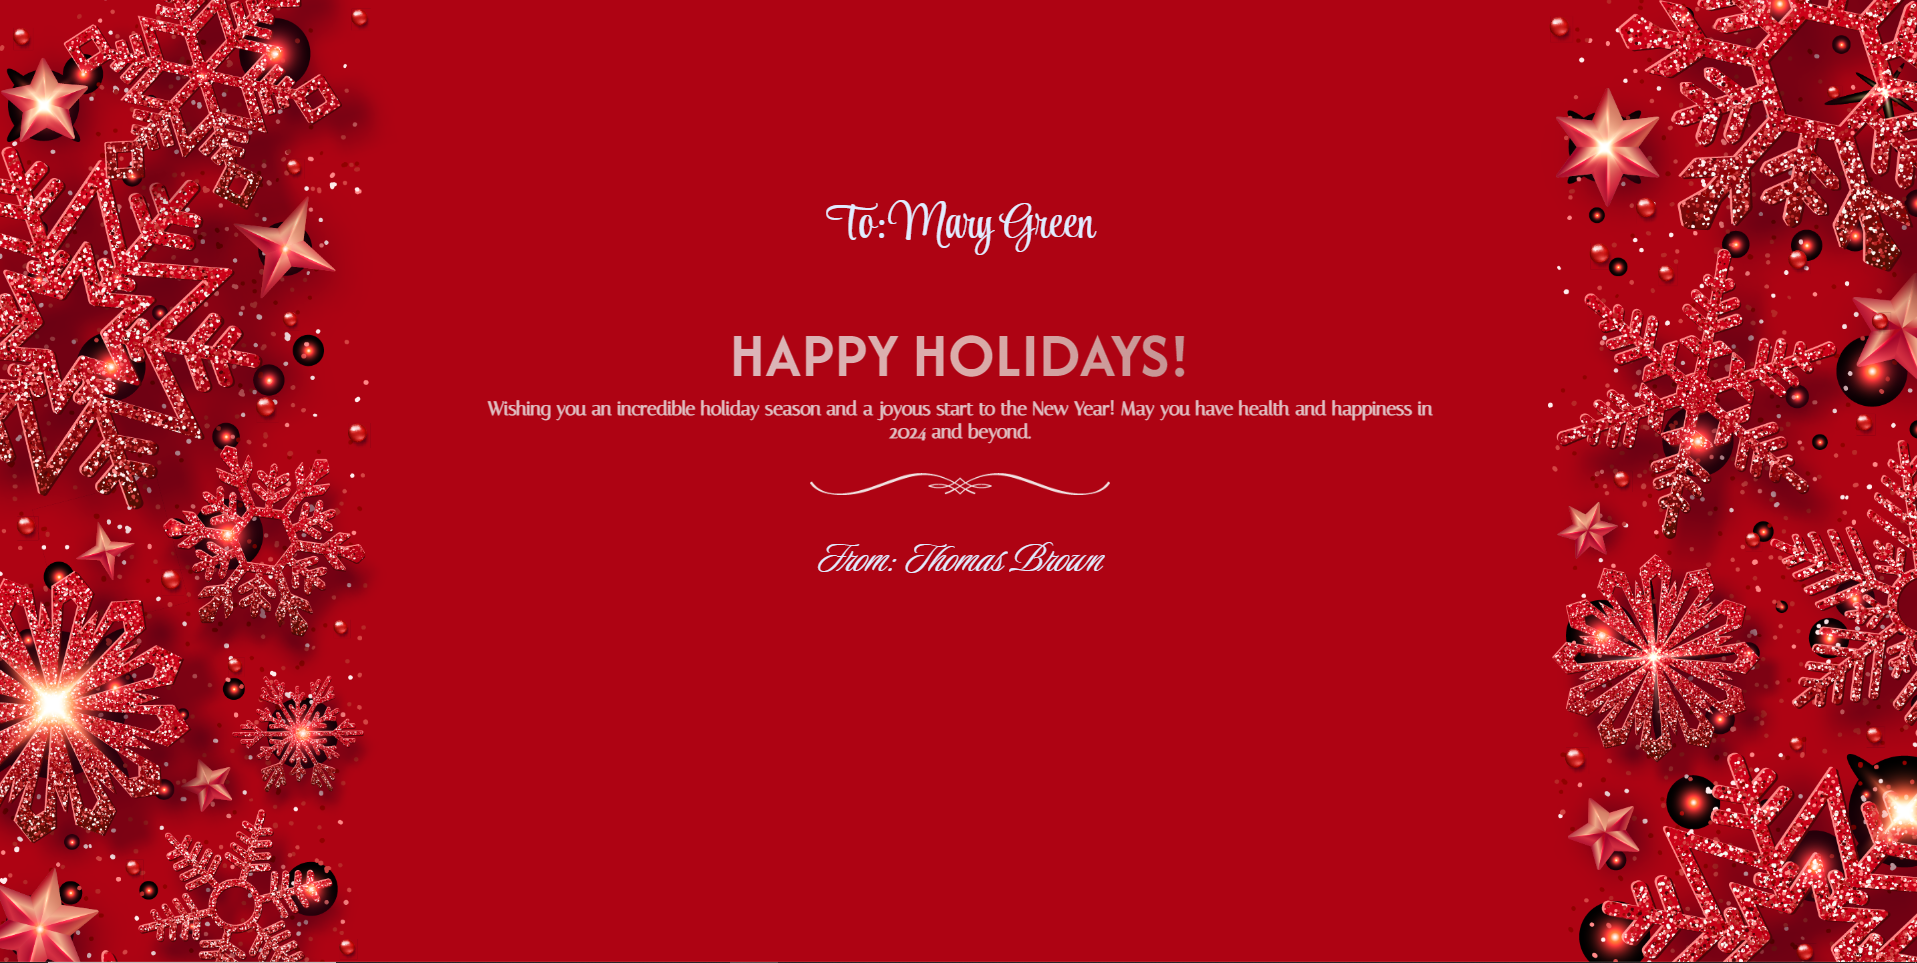 To: Mary Green
HAPPY HOLIDAYS!
Wishing you an incredible holiday season and a joyous start to the New Year! May you have health and happiness in
2024 and beyond.
From: Thomas Brown